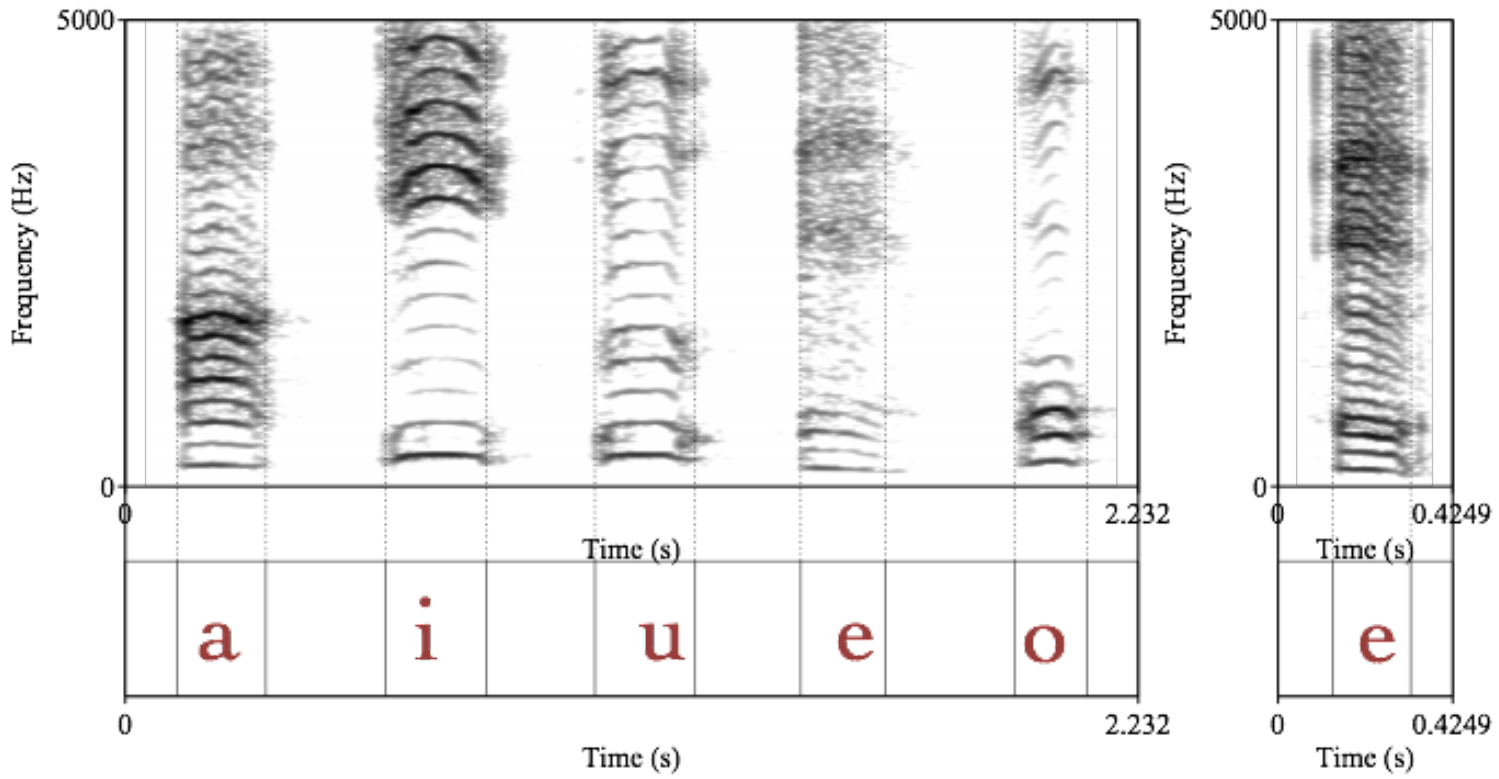 5000
Frequency (Hz)
0
0 2.232
Time (s)
a i u e o
0 2.232
Time (s)
5000
Frequency (Hz)
0
0 0.4249
Time (s)
e
0 0.4249
Time (s)